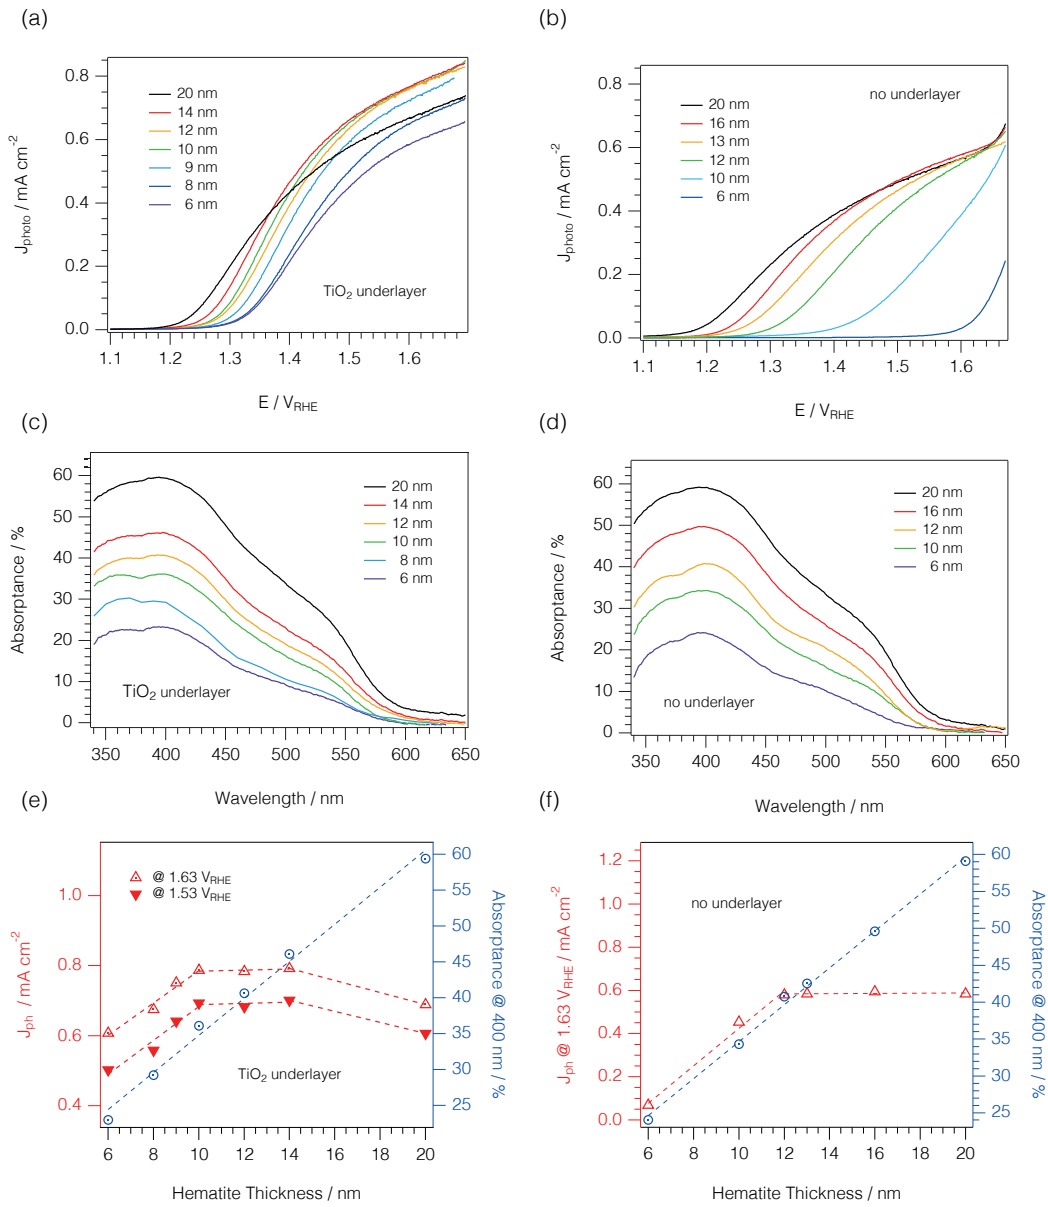 (a)
J_photo / mA cm⁻²
0.8
0.6
0.4
0.2
0.0
20 nm
14 nm
12 nm
10 nm
9 nm
8 nm
6 nm
TiO₂ underlayer
1.1 1.2 1.3 1.4 1.5 1.6
E / V_RHE
(b)
J_photo / mA cm⁻²
0.8
0.6
0.4
0.2
0.0
no underlayer
20 nm
16 nm
13 nm
12 nm
10 nm
6 nm
1.1 1.2 1.3 1.4 1.5 1.6
E / V_RHE
(c)
Absorptance / %
60
50
40
30
20
10
0
20 nm
14 nm
12 nm
10 nm
8 nm
6 nm
TiO₂ underlayer
350 400 450 500 550 600 650
Wavelength / nm
(d)
Absorptance / %
60
50
40
30
20
10
0
20 nm
16 nm
12 nm
10 nm
6 nm
no underlayer
350 400 450 500 550 600 650
Wavelength / nm
(e)
J_ph / mA cm⁻²
1.0
0.8
0.6
0.4
@ 1.63 V_RHE
@ 1.53 V_RHE
TiO₂ underlayer
60
55
50
45
40
35
30
25
Absorptance @ 400 nm / %
6 8 10 12 14 16 18 20
Hematite Thickness / nm
(f)
J_ph @ 1.63 V_RHE / mA cm⁻²
1.2
1.0
0.8
0.6
0.4
0.2
0.0
no underlayer
60
55
50
45
40
35
30
25
Absorptance @ 400 nm / %
6 8 10 12 14 16 18 20
Hematite Thickness / nm